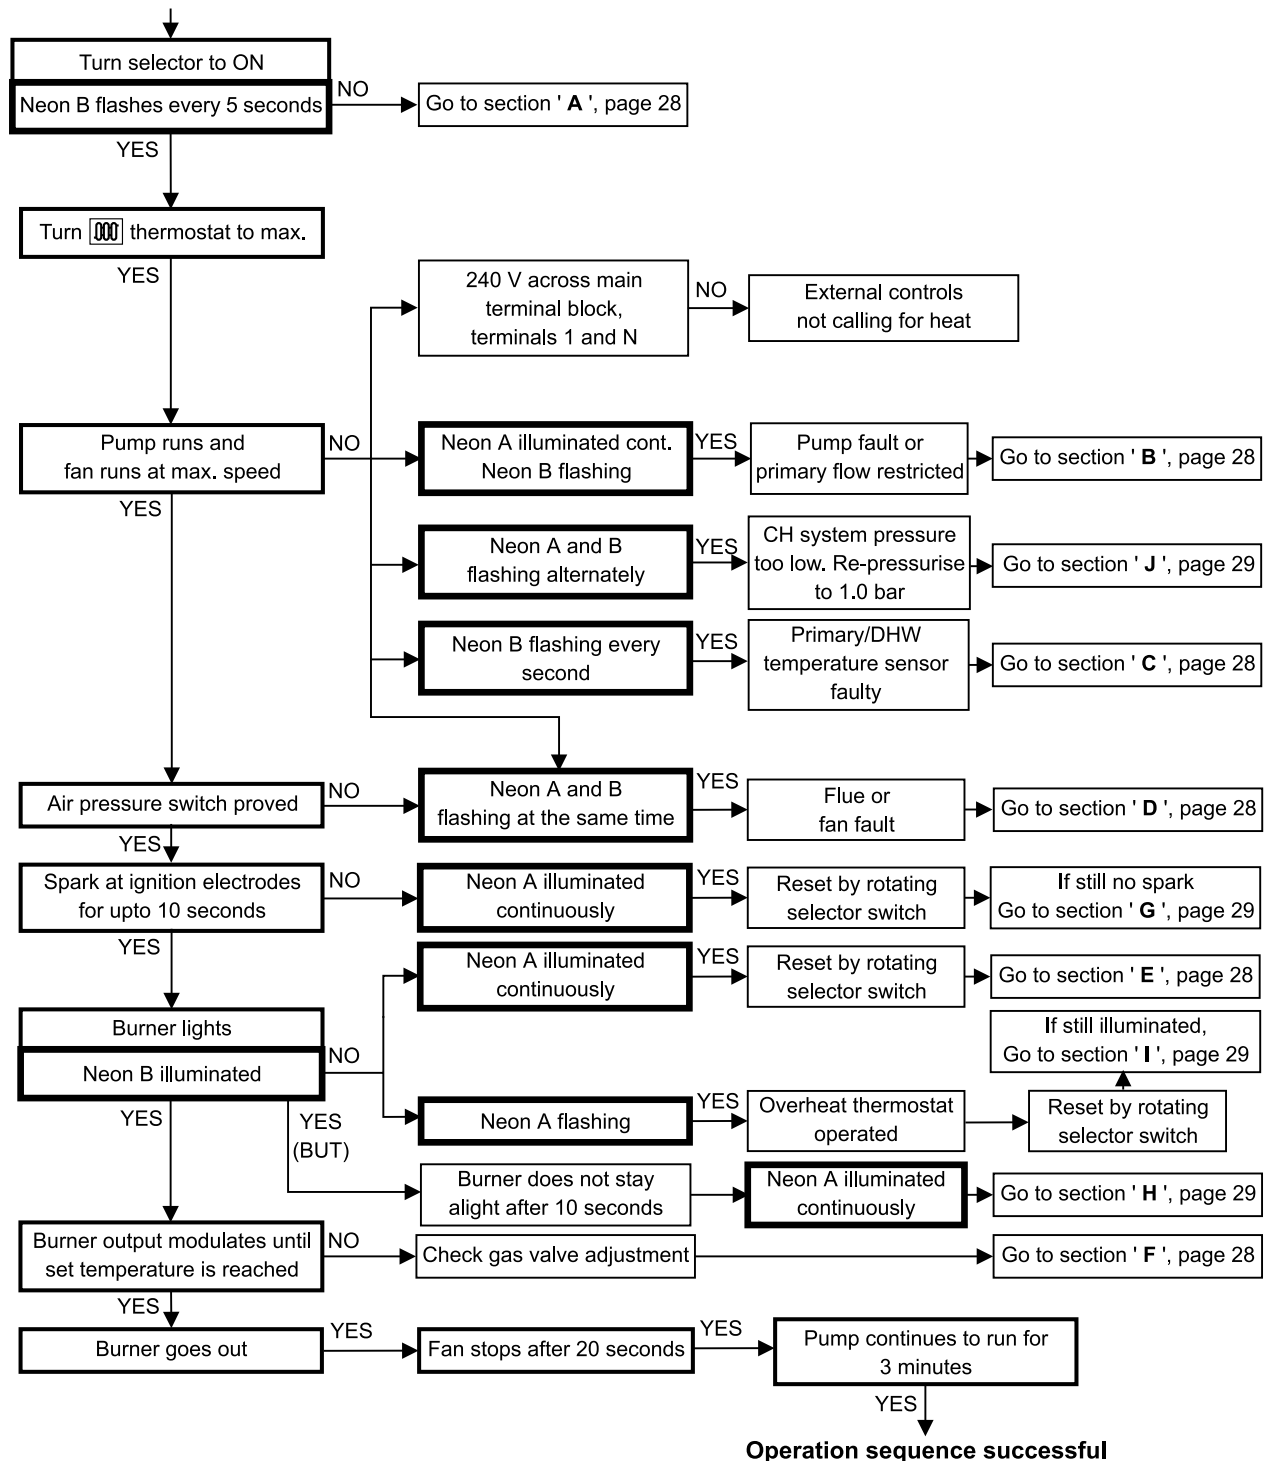 Turn selector to ON
Neon B flashes every 5 seconds
NO
Go to section ' A ', page 28
YES
Turn thermostat to max.
YES
240 V across main
terminal block,
terminals 1 and N
NO
External controls
not calling for heat
Pump runs and
fan runs at max. speed
NO
Neon A illuminated cont.
Neon B flashing
YES
Pump fault or
primary flow restricted
Go to section ' B ', page 28
YES
Neon A and B
flashing alternately
YES
CH system pressure
too low. Re-pressurise
to 1.0 bar
Go to section ' J ', page 29
Neon B flashing every
second
YES
Primary/DHW
temperature sensor
faulty
Go to section ' C ', page 28
Air pressure switch proved
NO
Neon A and B
flashing at the same time
YES
Flue or
fan fault
Go to section ' D ', page 28
YES
Spark at ignition electrodes
for upto 10 seconds
NO
Neon A illuminated
continuously
YES
Reset by rotating
selector switch
If still no spark
Go to section ' G ', page 29
YES
Neon A illuminated
continuously
YES
Reset by rotating
selector switch
Go to section ' E ', page 28
Burner lights
Neon B illuminated
NO
If still illuminated,
Go to section ' I ', page 29
Neon A flashing
YES
Overheat thermostat
operated
Reset by rotating
selector switch
YES
YES
(BUT)
Burner does not stay
alight after 10 seconds
Neon A illuminated
continuously
Go to section ' H ', page 29
Burner output modulates until
set temperature is reached
NO
Check gas valve adjustment
Go to section ' F ', page 28
YES
Burner goes out
YES
Fan stops after 20 seconds
YES
Pump continues to run for
3 minutes
YES
Operation sequence successful